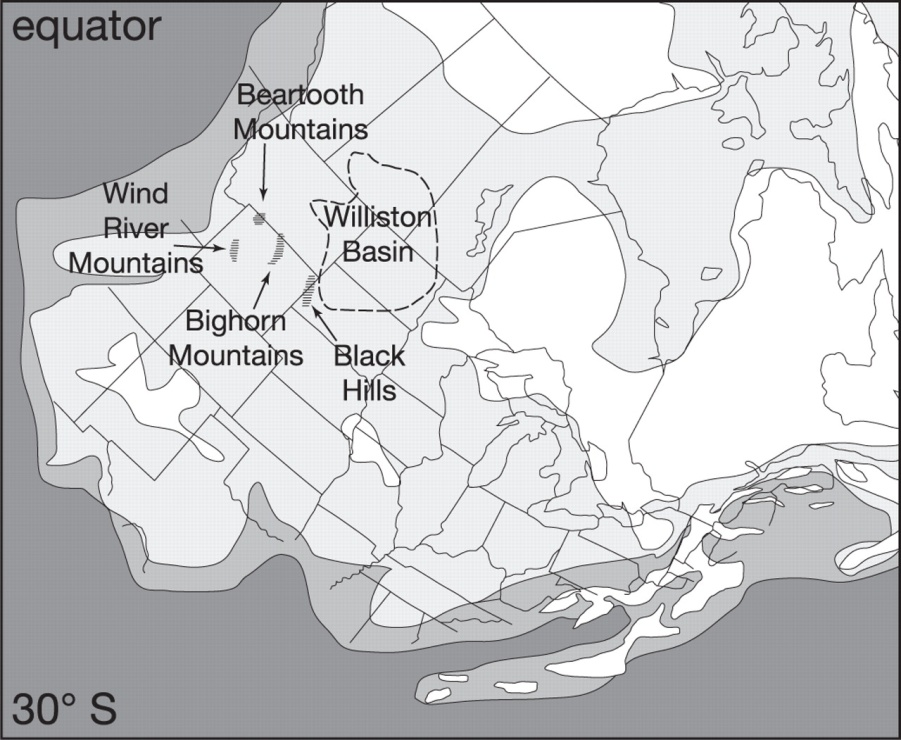 equator
Beartooth
Mountains
Wind
River
Mountains
Williston
Basin
Bighorn
Mountains
Black
Hills
30° S